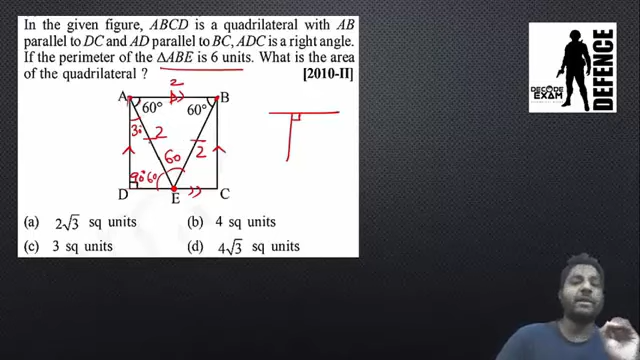 In the given figure, ABCD is a quadrilateral with AB
parallel to DC and AD parallel to BC, ADC is a right angle.
If the perimeter of the ΔABE is 6 units. What is the area
of the quadrilateral ? [2010-II]
2
A B
60° 60°
30 2 2
60
90° 60
D E C
(a) 2√3 sq units (b) 4 sq units
(c) 3 sq units (d) 4√3 sq units
DECODE
EXAM
DEFENCE